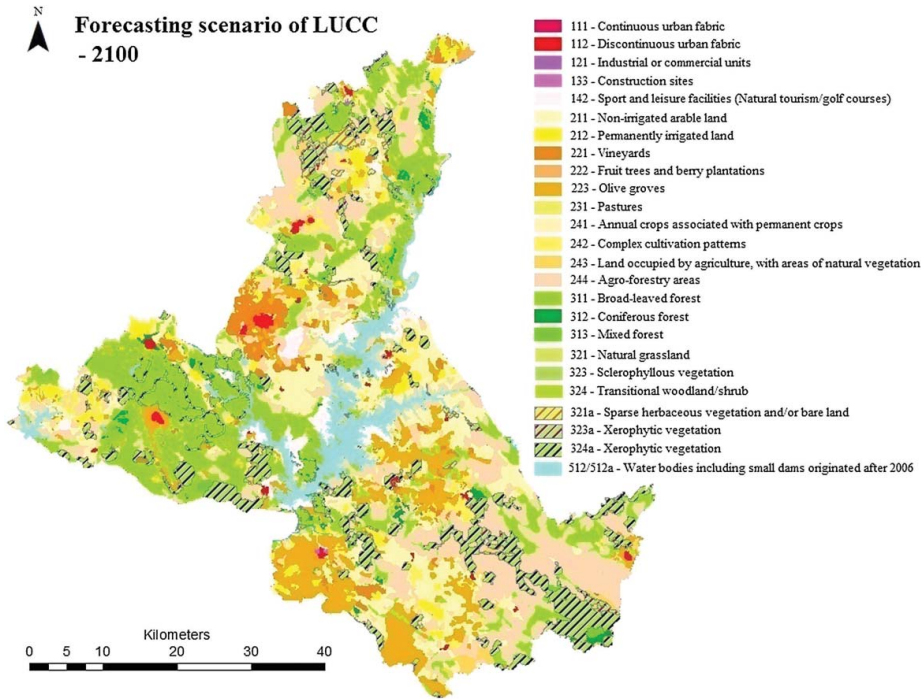 N
Forecasting scenario of LUCC
- 2100
111 - Continuous urban fabric
112 - Discontinuous urban fabric
121 - Industrial or commercial units
133 - Construction sites
142 - Sport and leisure facilities (Natural tourism/golf courses)
211 - Non-irrigated arable land
212 - Permanently irrigated land
221 - Vineyards
222 - Fruit trees and berry plantations
223 - Olive groves
231 - Pastures
241 - Annual crops associated with permanent crops
242 - Complex cultivation patterns
243 - Land occupied by agriculture, with areas of natural vegetation
244 - Agro-forestry areas
311 - Broad-leaved forest
312 - Coniferous forest
313 - Mixed forest
321 - Natural grassland
323 - Sclerophyllous vegetation
324 - Transitional woodland/shrub
321a - Sparse herbaceous vegetation and/or bare land
323a - Xerophytic vegetation
324a - Xerophytic vegetation
512/512a - Water bodies including small dams originated after 2006
Kilometers
0 5 10 20 30 40